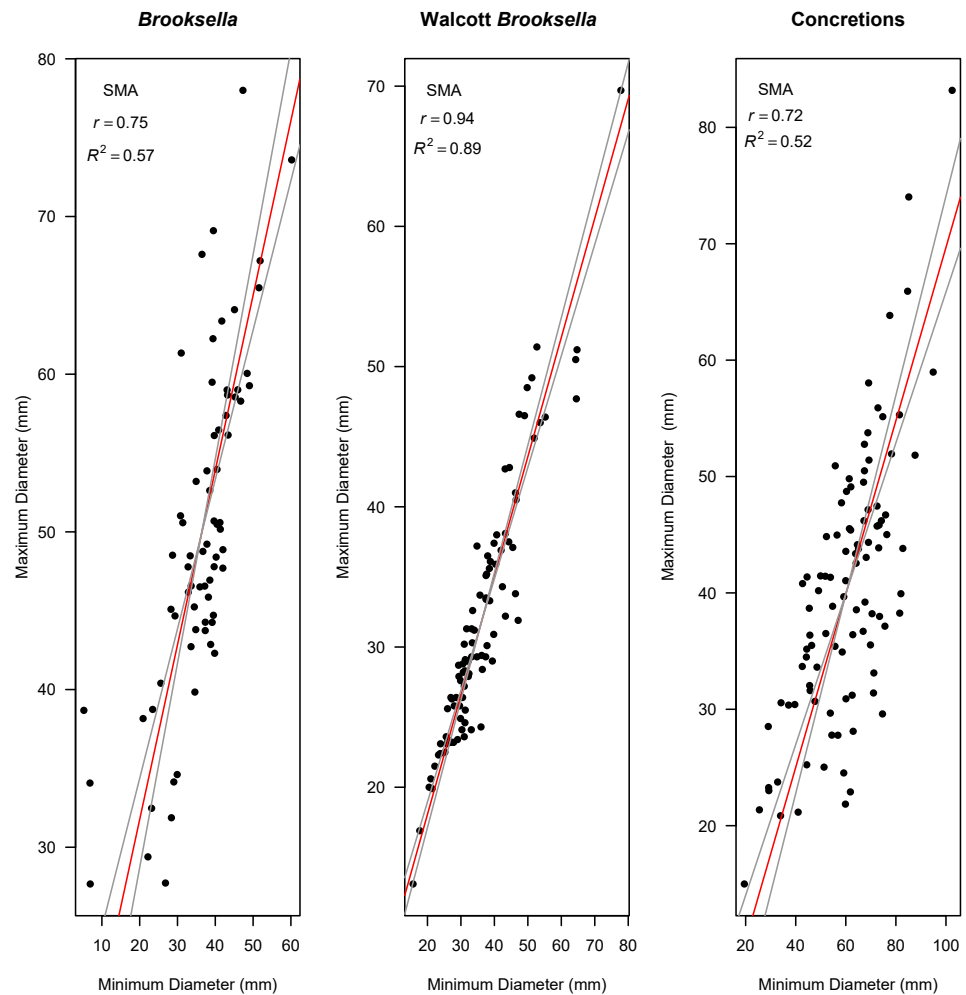 Brooksella
SMA
r = 0.75
R² = 0.57
80
70
60
50
40
30
10 20 30 40 50 60
Maximum Diameter (mm)
Minimum Diameter (mm)
Walcott Brooksella
SMA
r = 0.94
R² = 0.89
70
60
50
40
30
20
20 30 40 50 60 70 80
Maximum Diameter (mm)
Minimum Diameter (mm)
Concretions
SMA
r = 0.72
R² = 0.52
80
70
60
50
40
30
20
20 40 60 80 100
Maximum Diameter (mm)
Minimum Diameter (mm)